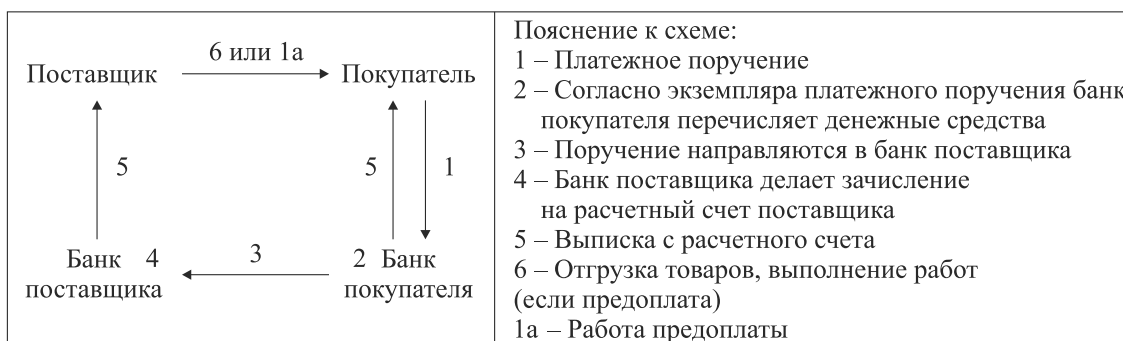 6 или 1а
Поставщик
Покупатель
5
5
1
Банк 4
поставщика
3
2 Банк
покупателя
Пояснение к схеме:
1 – Платежное поручение
2 – Согласно экземпляра платежного поручения банк
покупателя перечисляет денежные средства
3 – Поручение направляются в банк поставщика
4 – Банк поставщика делает зачисление
на расчетный счет поставщика
5 – Выписка с расчетного счета
6 – Отгрузка товаров, выполнение работ
(если предоплата)
1а – Работа предоплаты